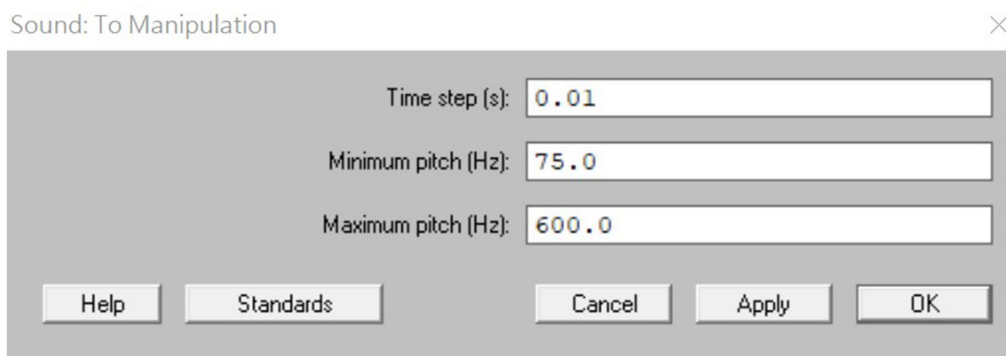 Sound: To Manipulation
Time step (s): 0.01
Minimum pitch (Hz): 75.0
Maximum pitch (Hz): 600.0
Help Standards Cancel Apply OK